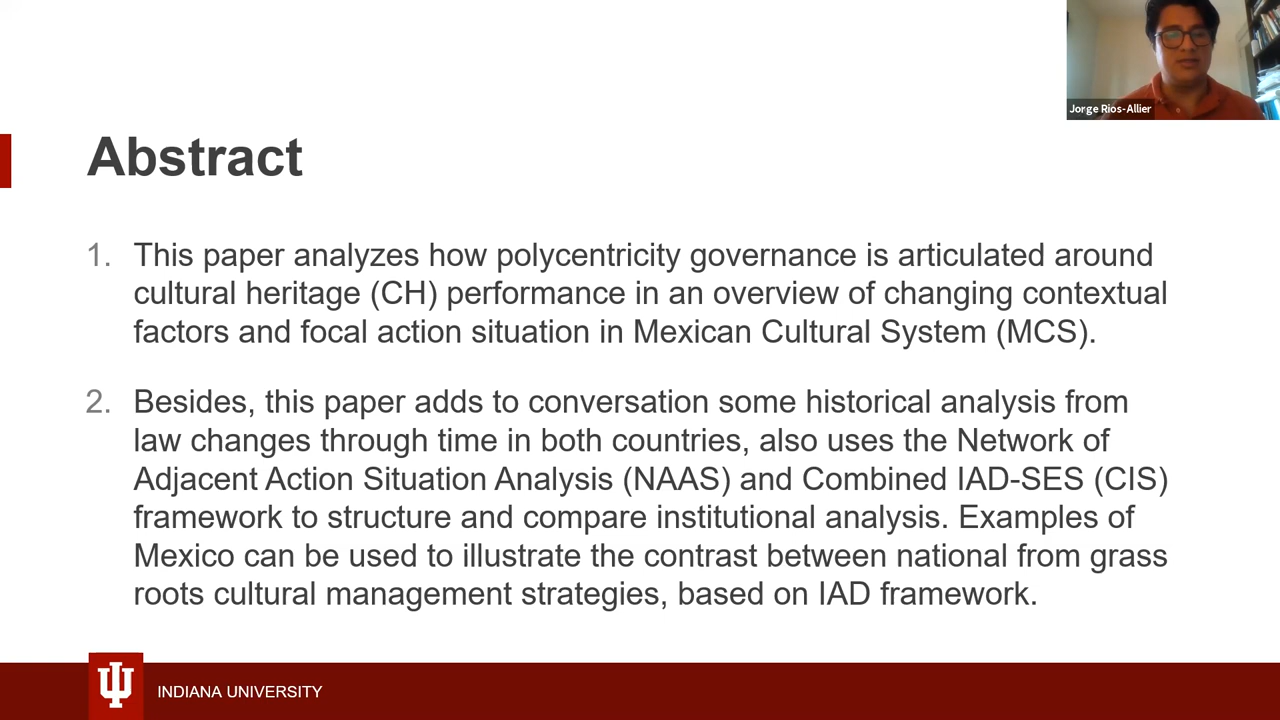 Jorge Rios-Allier
Abstract
1. This paper analyzes how polycentricity governance is articulated around
cultural heritage (CH) performance in an overview of changing contextual
factors and focal action situation in Mexican Cultural System (MCS).
2. Besides, this paper adds to conversation some historical analysis from
law changes through time in both countries, also uses the Network of
Adjacent Action Situation Analysis (NAAS) and Combined IAD-SES (CIS)
framework to structure and compare institutional analysis. Examples of
Mexico can be used to illustrate the contrast between national from grass
roots cultural management strategies, based on IAD framework.
INDIANA UNIVERSITY